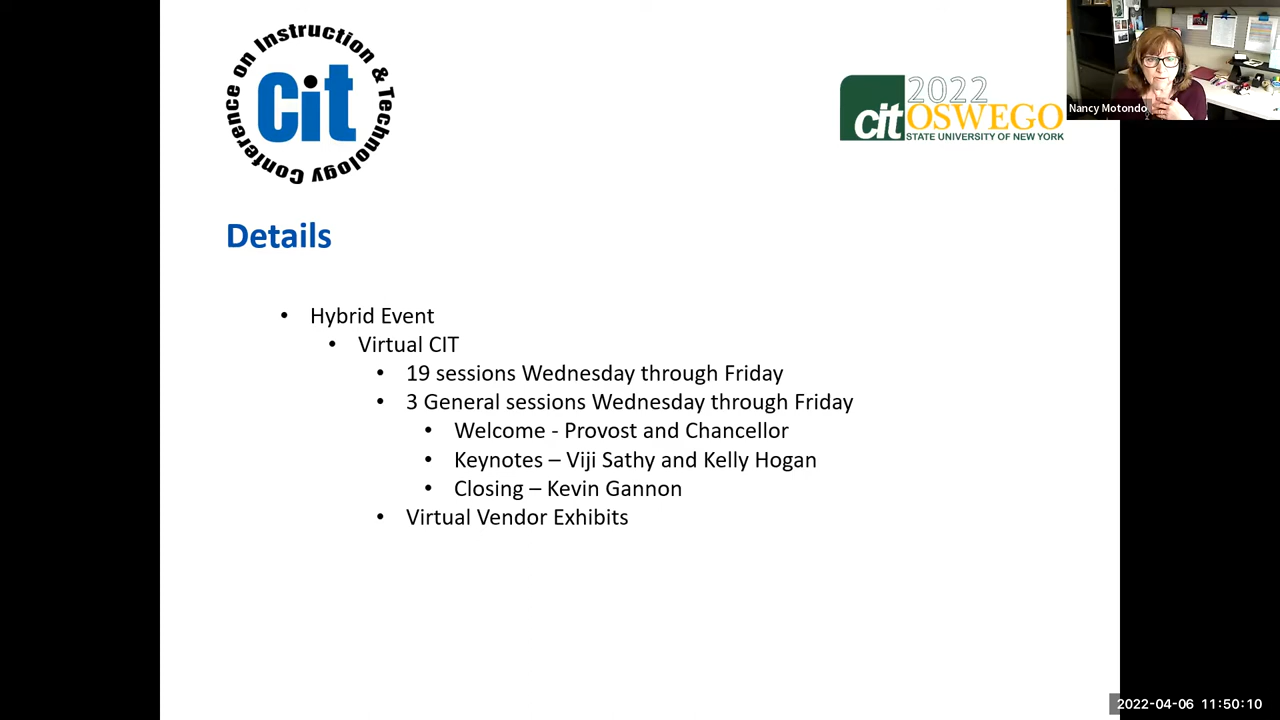 Conference on Instruction & Technology
cit
2022
cit OSWEGO
STATE UNIVERSITY OF NEW YORK
Nancy Motondo
Details
• Hybrid Event
• Virtual CIT
• 19 sessions Wednesday through Friday
• 3 General sessions Wednesday through Friday
• Welcome - Provost and Chancellor
• Keynotes – Viji Sathy and Kelly Hogan
• Closing – Kevin Gannon
• Virtual Vendor Exhibits
2022-04-06 11:50:10